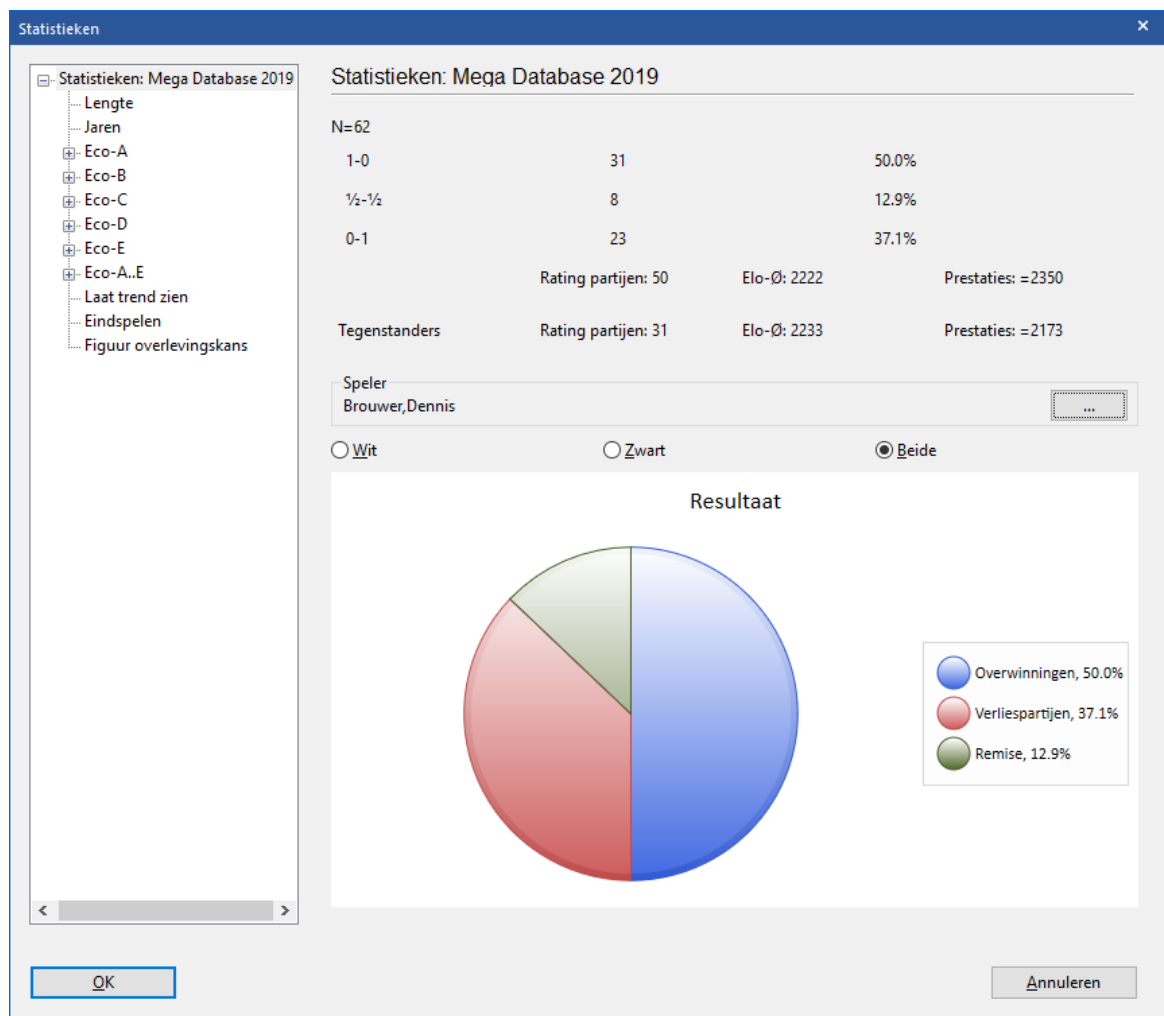 Statistieken
Statistieken: Mega Database 2019
Lengte
Jaren
Eco-A
Eco-B
Eco-C
Eco-D
Eco-E
Eco-A..E
Laat trend zien
Eindspelen
Figuur overlevingskans
Statistieken: Mega Database 2019
N=62
1-0 31 50.0%
½-½ 8 12.9%
0-1 23 37.1%
Rating partijen: 50 Elo-Ø: 2222 Prestaties: =2350
Tegenstanders Rating partijen: 31 Elo-Ø: 2233 Prestaties: =2173
Speler
Brouwer,Dennis ...
Wit Zwart Beide
Resultaat
Overwinningen, 50.0%
Verliespartijen, 37.1%
Remise, 12.9%
OK Annuleren